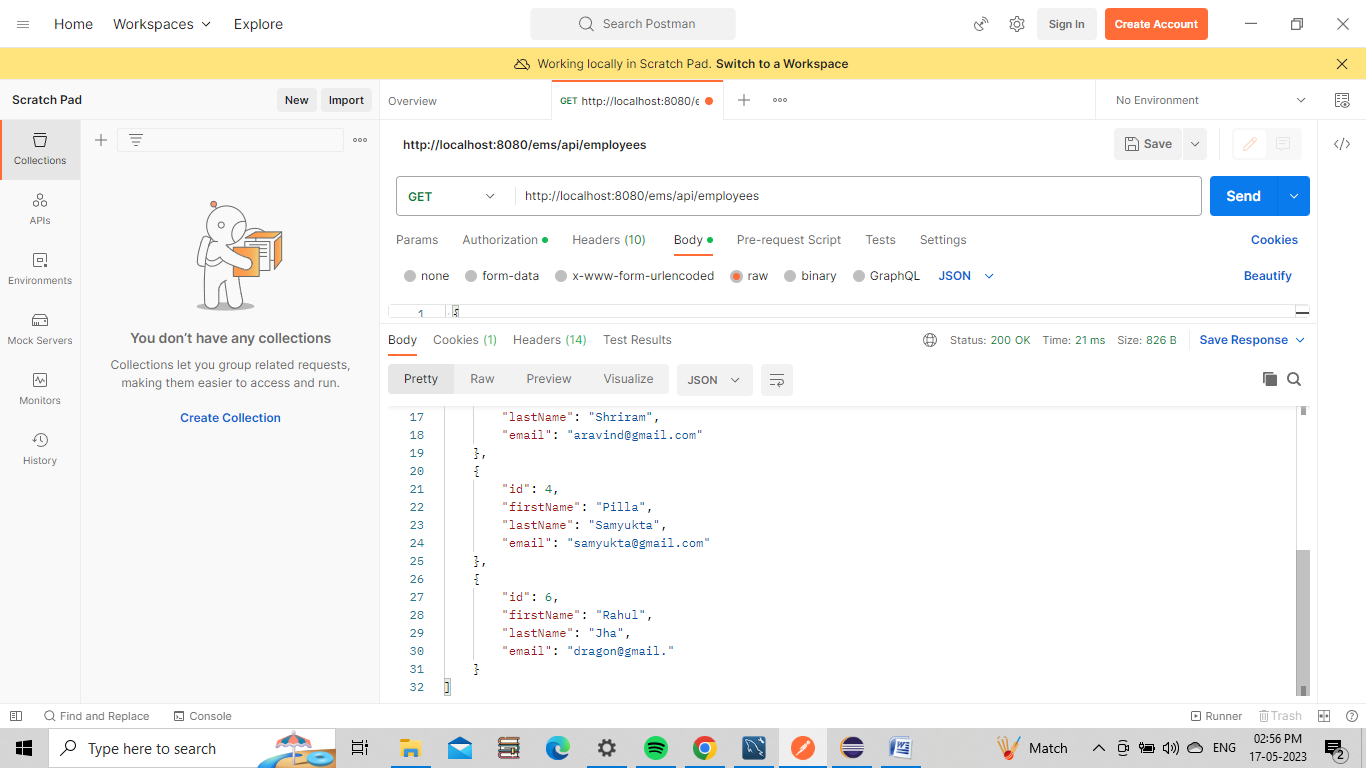 Home Workspaces Explore Search Postman Sign In Create Account
Working locally in Scratch Pad. Switch to a Workspace
Scratch Pad New Import Overview GET http://localhost:8080/e No Environment
Collections
APIs
Environments
Mock Servers
Monitors
History
You don't have any collections
Collections let you group related requests,
making them easier to access and run.
Create Collection
http://localhost:8080/ems/api/employees Save
GET http://localhost:8080/ems/api/employees Send
Params Authorization Headers (10) Body Pre-request Script Tests Settings Cookies
none form-data x-www-form-urlencoded raw binary GraphQL JSON Beautify
1 {
Body Cookies (1) Headers (14) Test Results Status: 200 OK Time: 21 ms Size: 826 B Save Response
Pretty Raw Preview Visualize JSON
17 "lastName": "Shriram",
18 "email": "aravind@gmail.com"
19 },
20 {
21 "id": 4,
22 "firstName": "Pilla",
23 "lastName": "Samyukta",
24 "email": "samyukta@gmail.com"
25 },
26 {
27 "id": 6,
28 "firstName": "Rahul",
29 "lastName": "Jha",
30 "email": "dragon@gmail."
31 }
32 ]
Find and Replace Console Runner Trash
Type here to search Match ENG 02:56 PM
17-05-2023 2